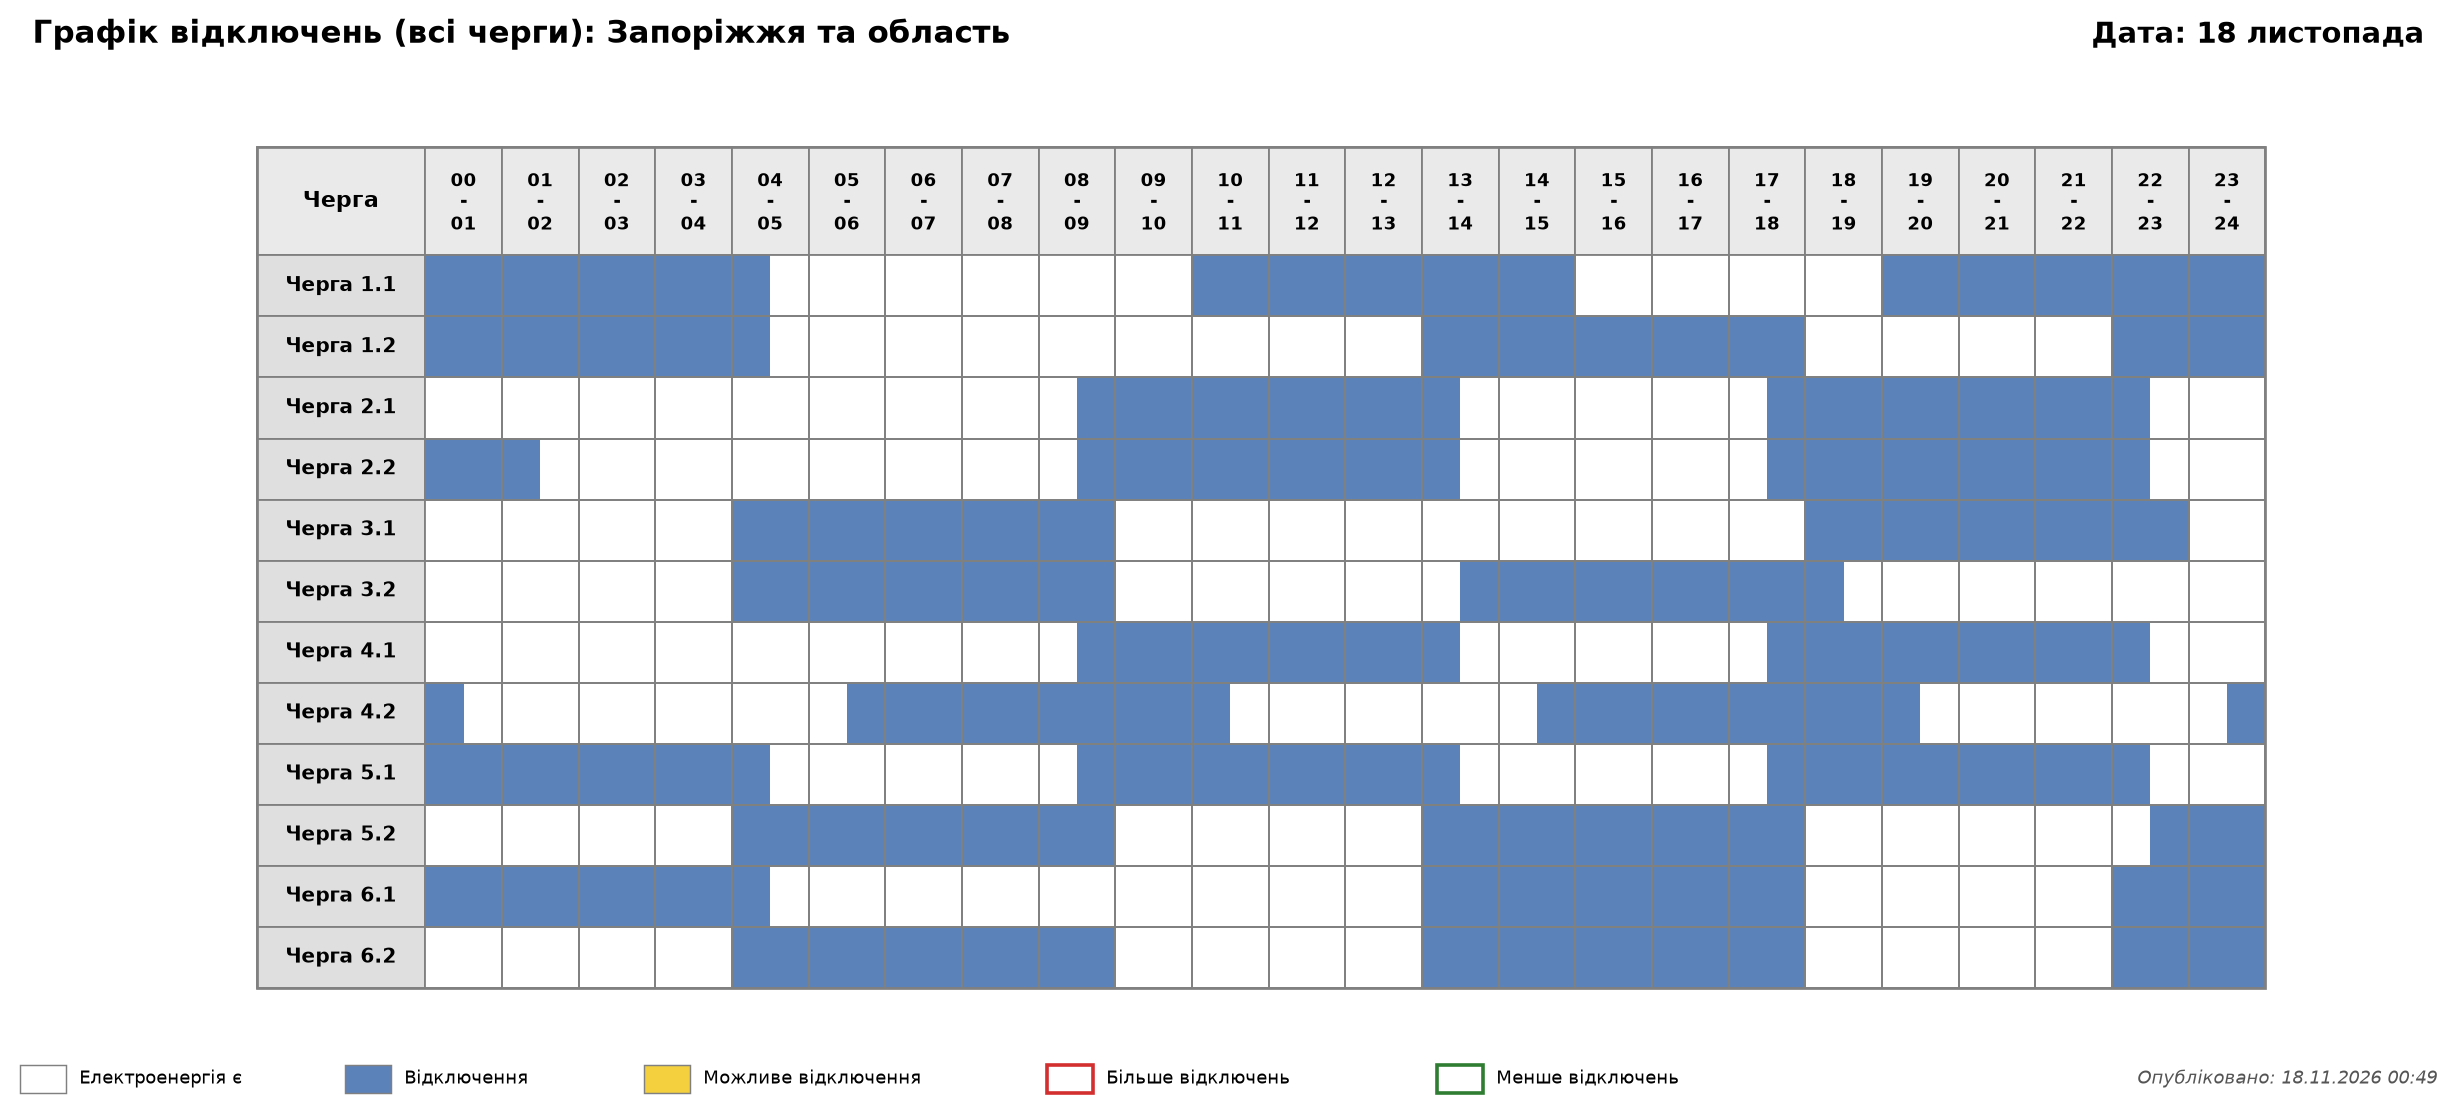 Графік відключень (всі черги): Запоріжжя та область
Дата: 18 листопада
Черга 00 - 01 01 - 02 02 - 03 03 - 04 04 - 05 05 - 06 06 - 07 07 - 08 08 - 09 09 - 10 10 - 11 11 - 12 12 - 13 13 - 14 14 - 15 15 - 16 16 - 17 17 - 18 18 - 19 19 - 20 20 - 21 21 - 22 22 - 23 23 - 24
Черга 1.1
Черга 1.2
Черга 2.1
Черга 2.2
Черга 3.1
Черга 3.2
Черга 4.1
Черга 4.2
Черга 5.1
Черга 5.2
Черга 6.1
Черга 6.2
Електроенергія є
Відключення
Можливе відключення
Більше відключень
Менше відключень
Опубліковано: 18.11.2026 00:49